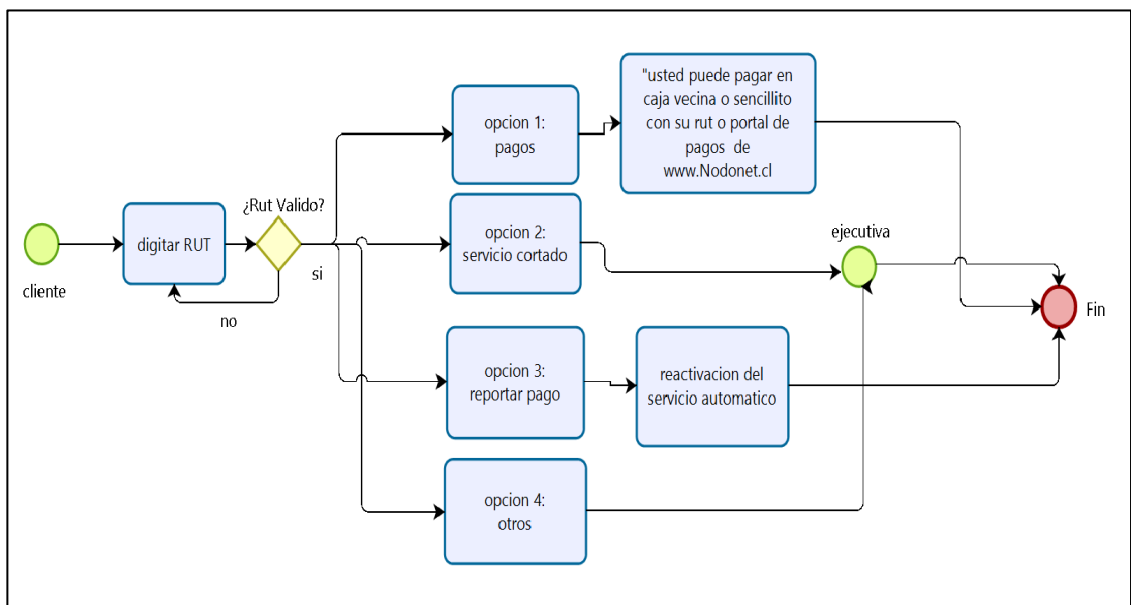 cliente
digitar RUT
¿Rut Valido?
no
si
opcion 1:
pagos
"usted puede pagar en
caja vecina o sencillito
con su rut o portal de
pagos de
www.Nodonet.cl
opcion 2:
servicio cortado
ejecutiva
opcion 3:
reportar pago
reactivacion del
servicio automatico
opcion 4:
otros
Fin